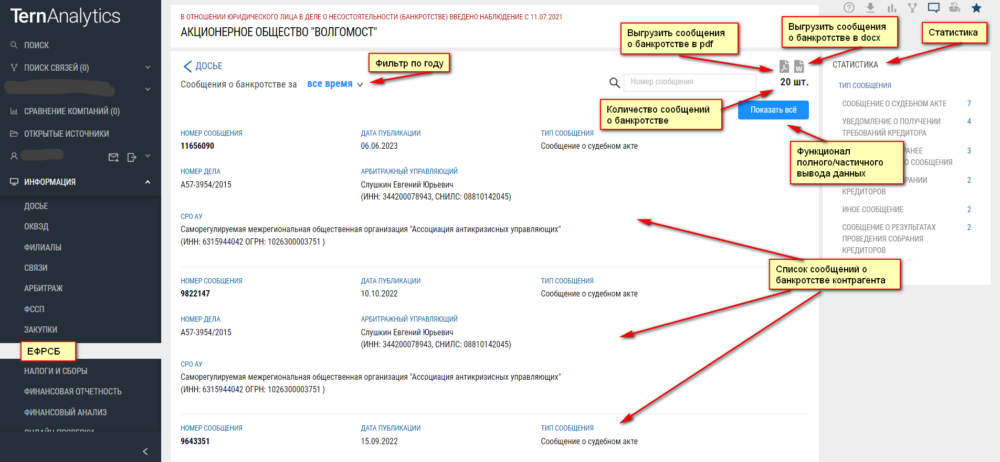 TernAnalytics
ПОИСК
ПОИСК СВЯЗЕЙ (0)
СРАВНЕНИЕ КОМПАНИЙ (0)
ОТКРЫТЫЕ ИСТОЧНИКИ
ИНФОРМАЦИЯ
ДОСЬЕ
ОКВЭД
ФИЛИАЛЫ
СВЯЗИ
АРБИТРАЖ
ФССП
ЗАКУПКИ
ЕФРСБ
НАЛОГИ И СБОРЫ
ФИНАНСОВАЯ ОТЧЕТНОСТЬ
ФИНАНСОВЫЙ АНАЛИЗ
ОНЛАЙН ПРОВЕРКИ
В ОТНОШЕНИИ ЮРИДИЧЕСКОГО ЛИЦА В ДЕЛЕ О НЕСОСТОЯТЕЛЬНОСТИ (БАНКРОТСТВЕ) ВВЕДЕНО НАБЛЮДЕНИЕ С 11.07.2021
АКЦИОНЕРНОЕ ОБЩЕСТВО "ВОЛГОМОСТ"
ДОСЬЕ
Фильтр по году
Сообщения о банкротстве за все время
Выгрузить сообщения
о банкротстве в pdf
Выгрузить сообщения
о банкротстве в docx
Статистика
Номер сообщения
20 шт.
Количество сообщений
о банкротстве
Показать всё
Функционал
полного/частичного
вывода данных
НОМЕР СООБЩЕНИЯ ДАТА ПУБЛИКАЦИИ ТИП СООБЩЕНИЯ
11656090 06.06.2023 Сообщение о судебном акте
НОМЕР ДЕЛА АРБИТРАЖНЫЙ УПРАВЛЯЮЩИЙ
А57-3954/2015 Слушкин Евгений Юрьевич
(ИНН: 344200078943, СНИЛС: 08810142045)
СРО АУ
Саморегулируемая межрегиональная общественная организация "Ассоциация антикризисных управляющих"
(ИНН: 6315944042 ОГРН: 1026300003751 }
Список сообщений о
банкротстве контрагента
НОМЕР СООБЩЕНИЯ ДАТА ПУБЛИКАЦИИ ТИП СООБЩЕНИЯ
9822147 10.10.2022 Сообщение о судебном акте
НОМЕР ДЕЛА АРБИТРАЖНЫЙ УПРАВЛЯЮЩИЙ
А57-3954/2015 Слушкин Евгений Юрьевич
(ИНН: 344200078943, СНИЛС: 08810142045)
СРО АУ
Саморегулируемая межрегиональная общественная организация "Ассоциация антикризисных управляющих"
(ИНН: 6315944042 ОГРН: 1026300003751 }
НОМЕР СООБЩЕНИЯ ДАТА ПУБЛИКАЦИИ ТИП СООБЩЕНИЯ
9643351 15.09.2022 Сообщение о судебном акте
СТАТИСТИКА
ТИП СООБЩЕНИЯ
СООБЩЕНИЕ О СУДЕБНОМ АКТЕ 7
УВЕДОМЛЕНИЕ О ПОЛУЧЕНИИ 4
ТРЕБОВАНИЙ КРЕДИТОРА
РАНЕЕ 3
СООБЩЕНИЯ
2
КРЕДИТОРОВ
ИНОЕ СООБЩЕНИЕ 2
СООБЩЕНИЕ О РЕЗУЛЬТАТАХ 2
ПРОВЕДЕНИЯ СОБРАНИЯ
КРЕДИТОРОВ